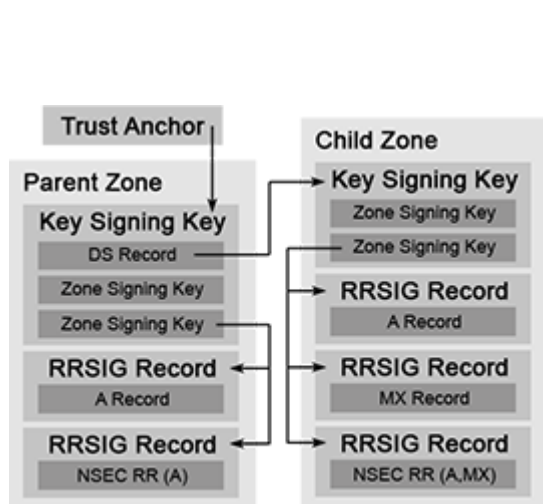 Trust Anchor
Parent Zone
Key Signing Key
DS Record
Zone Signing Key
Zone Signing Key
RRSIG Record
A Record
RRSIG Record
NSEC RR (A)
Child Zone
Key Signing Key
Zone Signing Key
Zone Signing Key
RRSIG Record
A Record
RRSIG Record
MX Record
RRSIG Record
NSEC RR (A,MX)